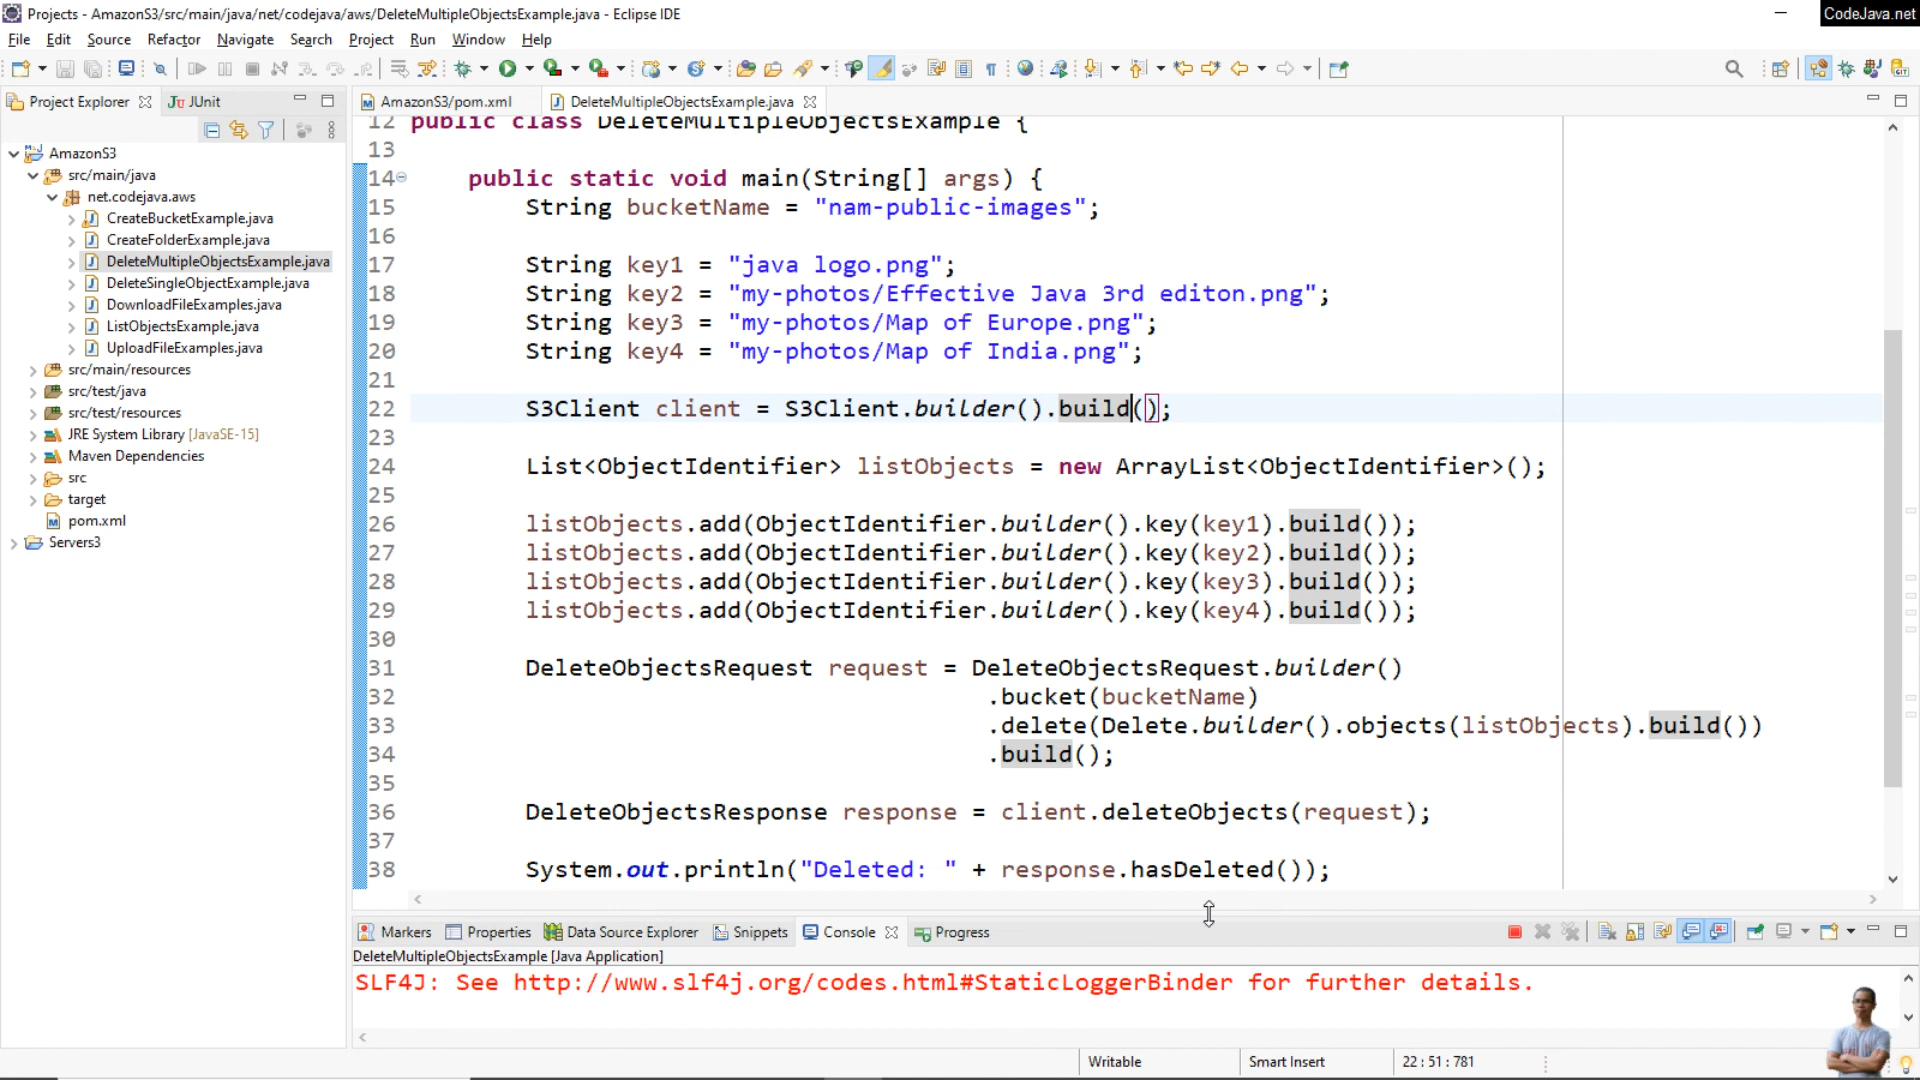 Projects - AmazonS3/src/main/java/net/codejava/aws/DeleteMultipleObjectsExample.java - Eclipse IDE
CodeJava.net
File Edit Source Refactor Navigate Search Project Run Window Help
Project Explorer
JUnit
AmazonS3/pom.xml
DeleteMultipleObjectsExample.java
AmazonS3
src/main/java
net.codejava.aws
CreateBucketExample.java
CreateFolderExample.java
DeleteMultipleObjectsExample.java
DeleteSingleObjectExample.java
DownloadFileExamples.java
ListObjectsExample.java
UploadFileExamples.java
src/main/resources
src/test/java
src/test/resources
JRE System Library [JavaSE-15]
Maven Dependencies
src
target
pom.xml
Servers3
12 public class DeleteMultipleObjectsExample {
13
14 public static void main(String[] args) {
15 String bucketName = "nam-public-images";
16
17 String key1 = "java logo.png";
18 String key2 = "my-photos/Effective Java 3rd editon.png";
19 String key3 = "my-photos/Map of Europe.png";
20 String key4 = "my-photos/Map of India.png";
21
22 S3Client client = S3Client.builder().build();
23
24 List<ObjectIdentifier> listObjects = new ArrayList<ObjectIdentifier>();
25
26 listObjects.add(ObjectIdentifier.builder().key(key1).build());
27 listObjects.add(ObjectIdentifier.builder().key(key2).build());
28 listObjects.add(ObjectIdentifier.builder().key(key3).build());
29 listObjects.add(ObjectIdentifier.builder().key(key4).build());
30
31 DeleteObjectsRequest request = DeleteObjectsRequest.builder()
32 .bucket(bucketName)
33 .delete(Delete.builder().objects(listObjects).build())
34 .build();
35
36 DeleteObjectsResponse response = client.deleteObjects(request);
37
38 System.out.println("Deleted: " + response.hasDeleted());
Markers Properties Data Source Explorer Snippets Console Progress
DeleteMultipleObjectsExample [Java Application]
SLF4J: See http://www.slf4j.org/codes.html#StaticLoggerBinder for further details.
Writable Smart Insert 22 : 51 : 781